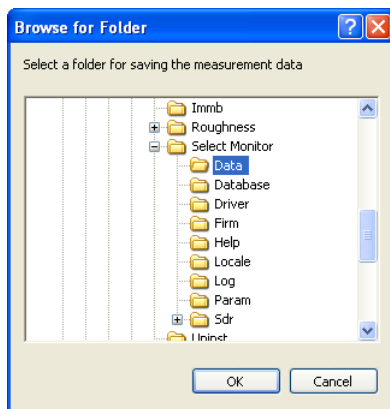 Browse for Folder
Select a folder for saving the measurement data
Immb
Roughness
Select Monitor
Data
Database
Driver
Firm
Help
Locale
Log
Param
Sdr
Uninst
OK
Cancel